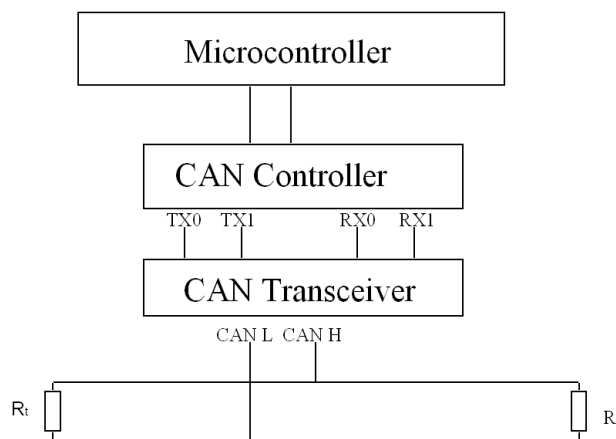 Microcontroller
CAN Controller
TX0 TX1 RX0 RX1
CAN Transceiver
CAN L CAN H
Rt R